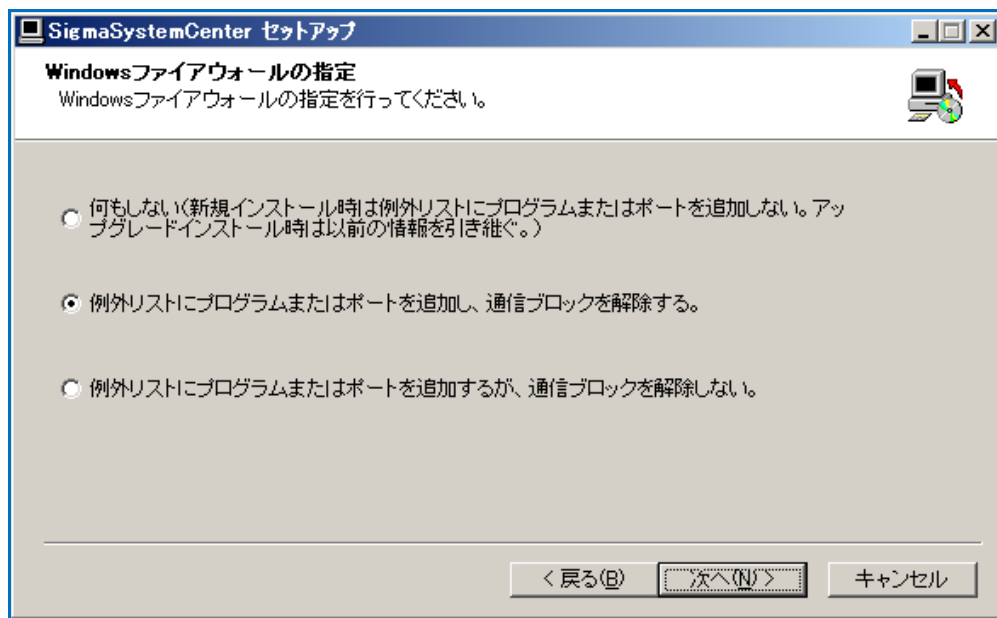 SigmaSystemCenter セットアップ
Windowsファイアウォールの指定
Windowsファイアウォールの指定を行ってください。
何もしない(新規インストール時は例外リストにプログラムまたはポートを追加しない。アッ
プグレードインストール時は以前の情報を引き継ぐ。)
例外リストにプログラムまたはポートを追加し、通信ブロックを解除する。
例外リストにプログラムまたはポートを追加するが、通信ブロックを解除しない。
< 戻る(B)
次へ(N) >
キャンセル